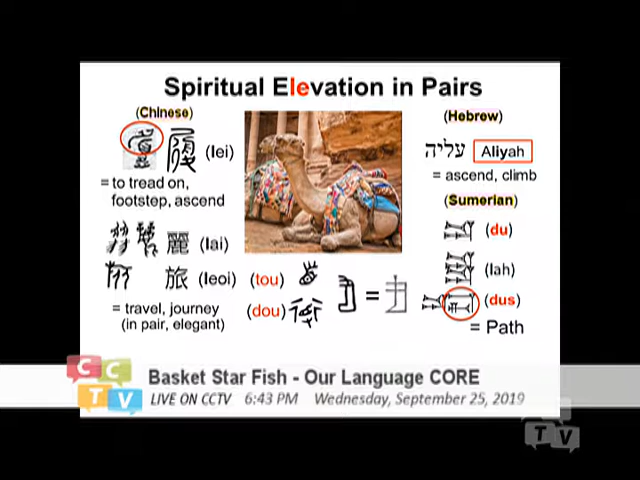 Spiritual Elevation in Pairs
(Chinese)
履 (lei)
= to tread on,
footstep, ascend
麗 (lai)
旅 (leoi) (tou)
= travel, journey
(in pair, elegant)
(dou)
=
(Hebrew)
עליה Aliyah
= ascend, climb
(Sumerian)
(du)
(lah)
(dus)
= Path
CCTV
Basket Star Fish - Our Language CORE
LIVE ON CCTV 6:43 PM Wednesday, September 25, 2019
TV